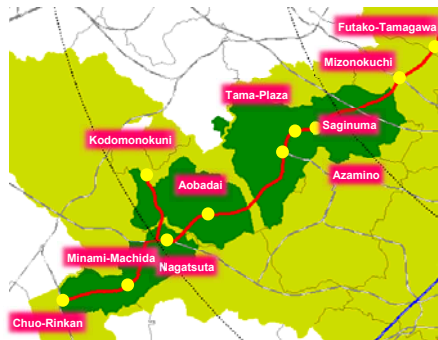 Futako-Tamagawa
Mizonokuchi
Tama-Plaza
Saginuma
Kodomonokuni
Azamino
Aobadai
Minami-Machida
Nagatsuta
Chuo-Rinkan